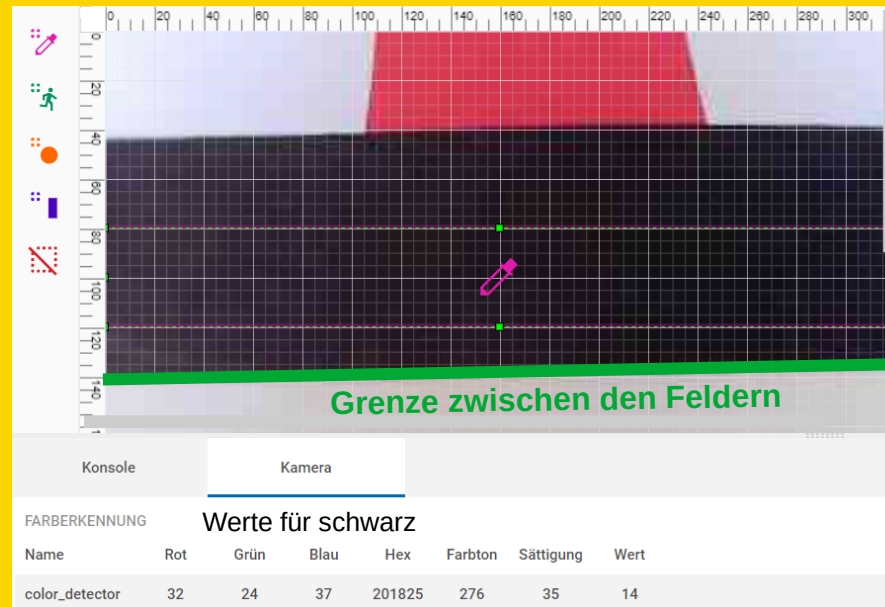 0 20 40 60 80 100 120 140 160 180 200 220 240 260 280 300
0
20
40
60
80
100
120
140
Grenze zwischen den Feldern
Konsole Kamera
FARBERKENNUNG Werte für schwarz
Name Rot Grün Blau Hex Farbton Sättigung Wert
color_detector 32 24 37 201825 276 35 14